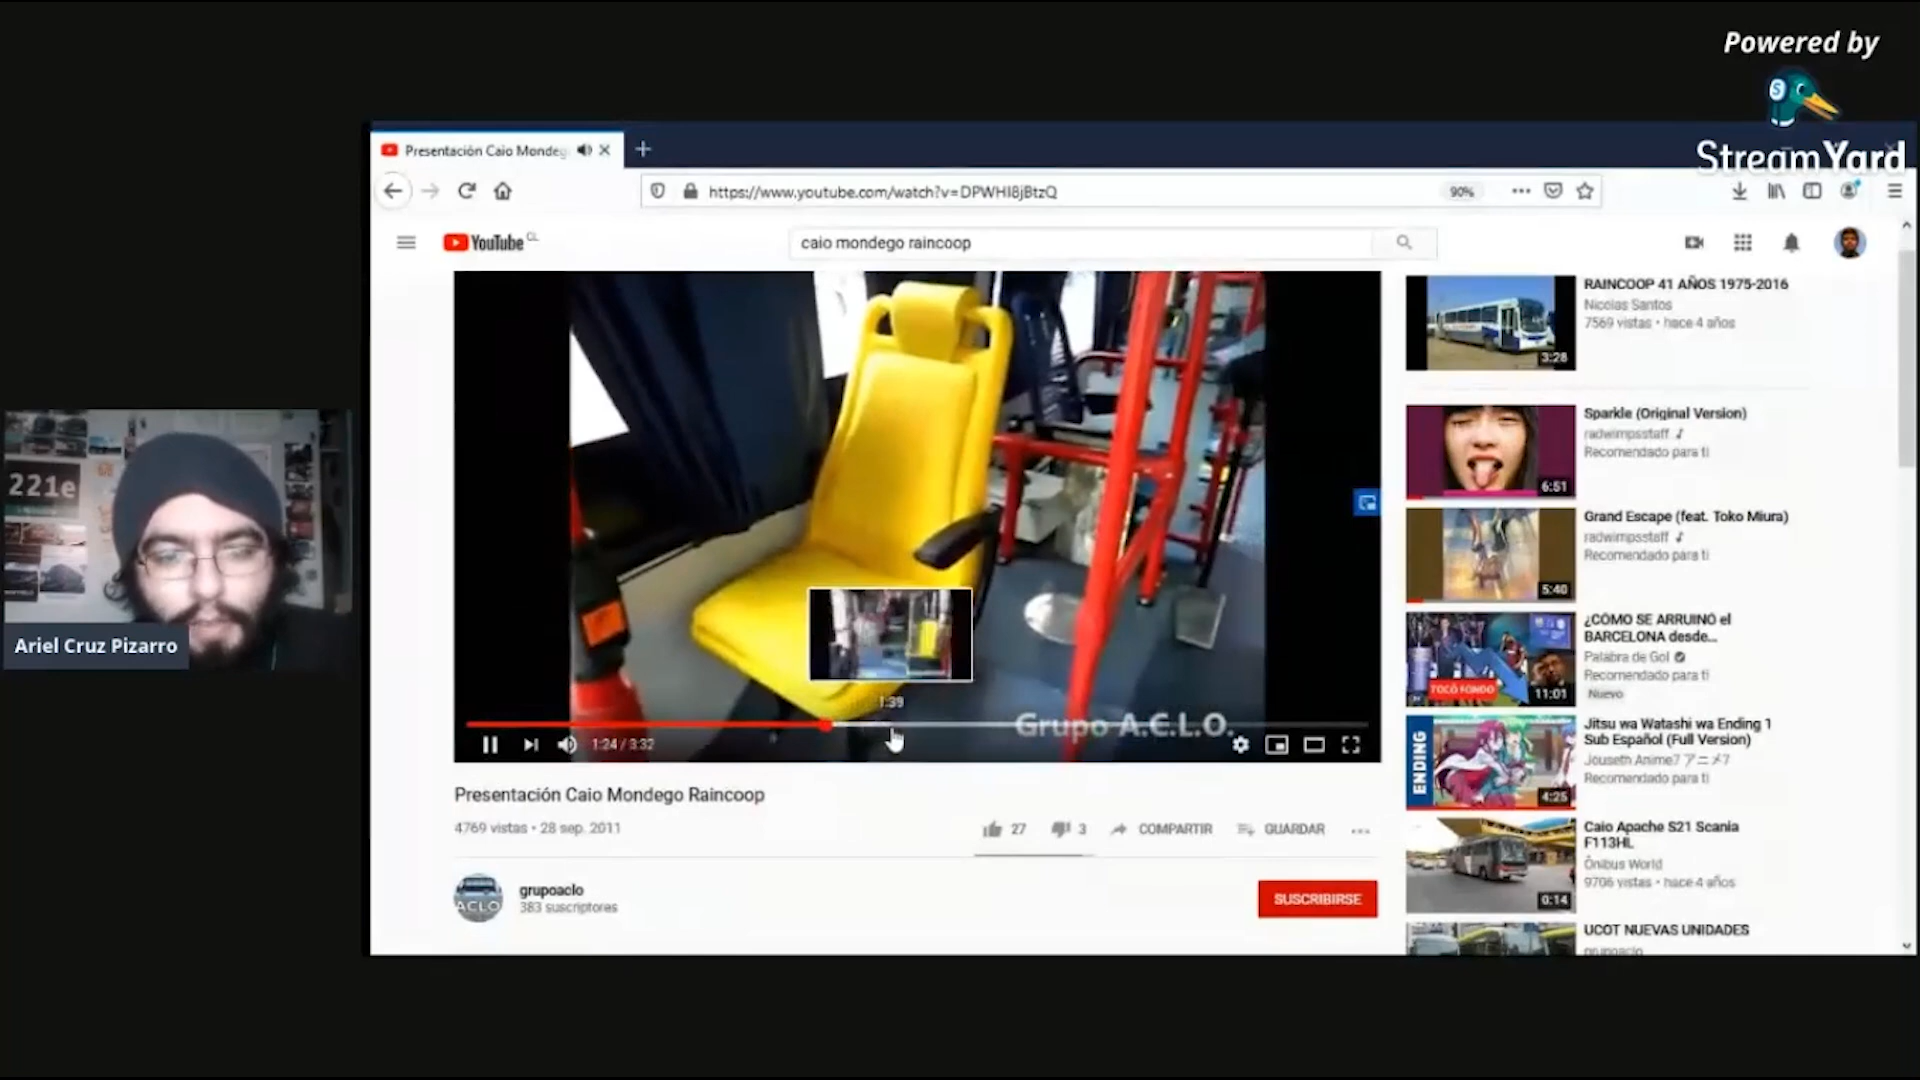 Powered by
StreamYard
Presentación Caio Mondeg
https://www.youtube.com/watch?v=DPWHI8jBtzQ
90%
YouTube CL
caio mondego raincoop
221e
Ariel Cruz Pizarro
1:39
Grupo A.C.L.O.
1:24 / 3:32
Presentación Caio Mondego Raincoop
4769 vistas • 28 sep. 2011
27
3
COMPARTIR
GUARDAR
ACLO
grupoaclo
383 suscriptores
SUSCRIBIRSE
RAINCOOP 41 AÑOS 1975-2016
Nicolas Santos
7569 vistas • hace 4 años
3:28
Sparkle (Original Version)
radwimpsstaff
Recomendado para ti
6:51
Grand Escape (feat. Toko Miura)
radwimpsstaff
Recomendado para ti
5:40
¿CÓMO SE ARRUINÓ el
BARCELONA desde...
Palabra de Gol
Recomendado para ti
Nuevo
TOCÓ FONDO
11:01
Jitsu wa Watashi wa Ending 1
Sub Español (Full Version)
Jouseth Anime7 アニメ7
Recomendado para ti
ENDING
4:25
Caio Apache S21 Scania
F113HL
Ônibus World
9706 vistas • hace 4 años
0:14
UCOT NUEVAS UNIDADES
grupoaclo